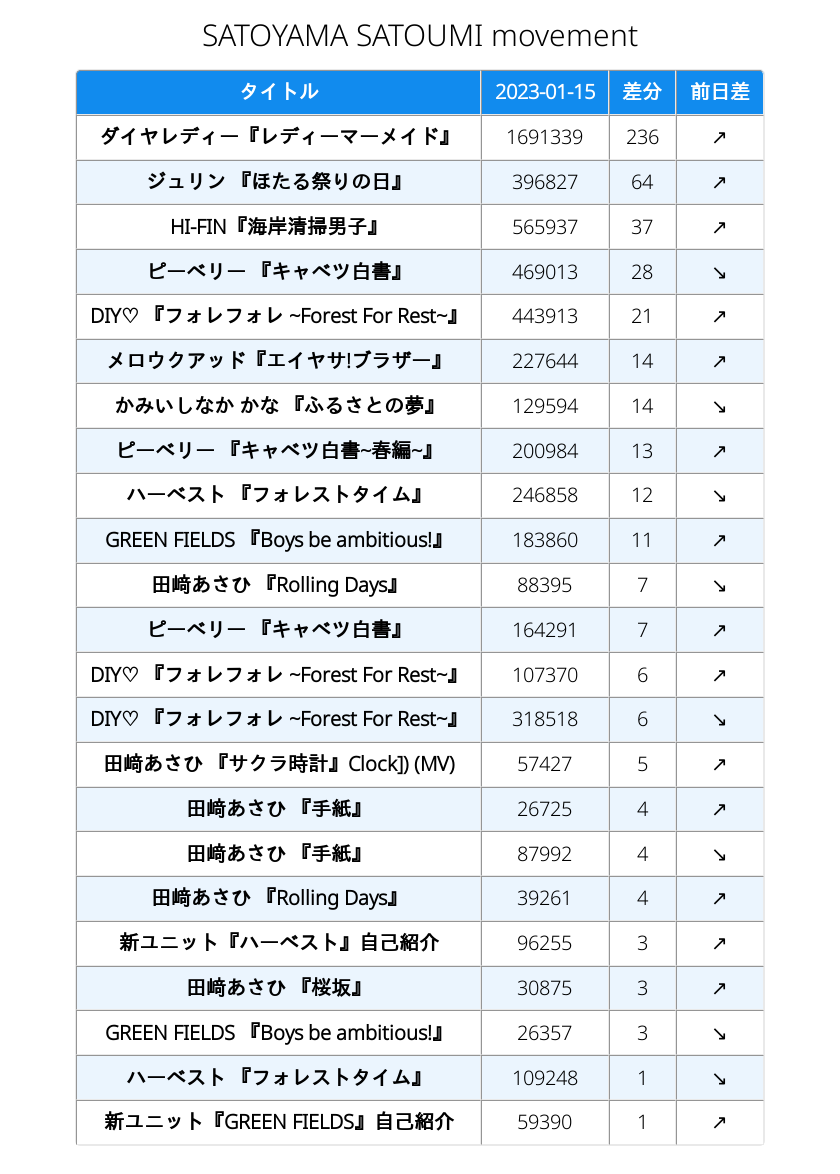 SATOYAMA SATOUMI movement
タイトル 2023-01-15 差分 前日差
ダイヤレディー『レディーマーメイド』 1691339 236 ↗
ジュリン 『ほたる祭りの日』 396827 64 ↗
HI-FIN『海岸清掃男子』 565937 37 ↗
ピーベリー 『キャベツ白書』 469013 28 ↘
DIY♡ 『フォレフォレ ~Forest For Rest~』 443913 21 ↗
メロウクアッド『エイヤサ!ブラザー』 227644 14 ↗
かみいしなか かな 『ふるさとの夢』 129594 14 ↘
ピーベリー 『キャベツ白書~春編~』 200984 13 ↗
ハーベスト 『フォレストタイム』 246858 12 ↘
GREEN FIELDS 『Boys be ambitious!』 183860 11 ↗
田﨑あさひ 『Rolling Days』 88395 7 ↘
ピーベリー 『キャベツ白書』 164291 7 ↗
DIY♡ 『フォレフォレ ~Forest For Rest~』 107370 6 ↗
DIY♡ 『フォレフォレ ~Forest For Rest~』 318518 6 ↘
田﨑あさひ 『サクラ時計』Clock]) (MV) 57427 5 ↗
田﨑あさひ 『手紙』 26725 4 ↗
田﨑あさひ 『手紙』 87992 4 ↘
田﨑あさひ 『Rolling Days』 39261 4 ↗
新ユニット『ハーベスト』自己紹介 96255 3 ↗
田﨑あさひ 『桜坂』 30875 3 ↗
GREEN FIELDS 『Boys be ambitious!』 26357 3 ↘
ハーベスト 『フォレストタイム』 109248 1 ↘
新ユニット『GREEN FIELDS』自己紹介 59390 1 ↗